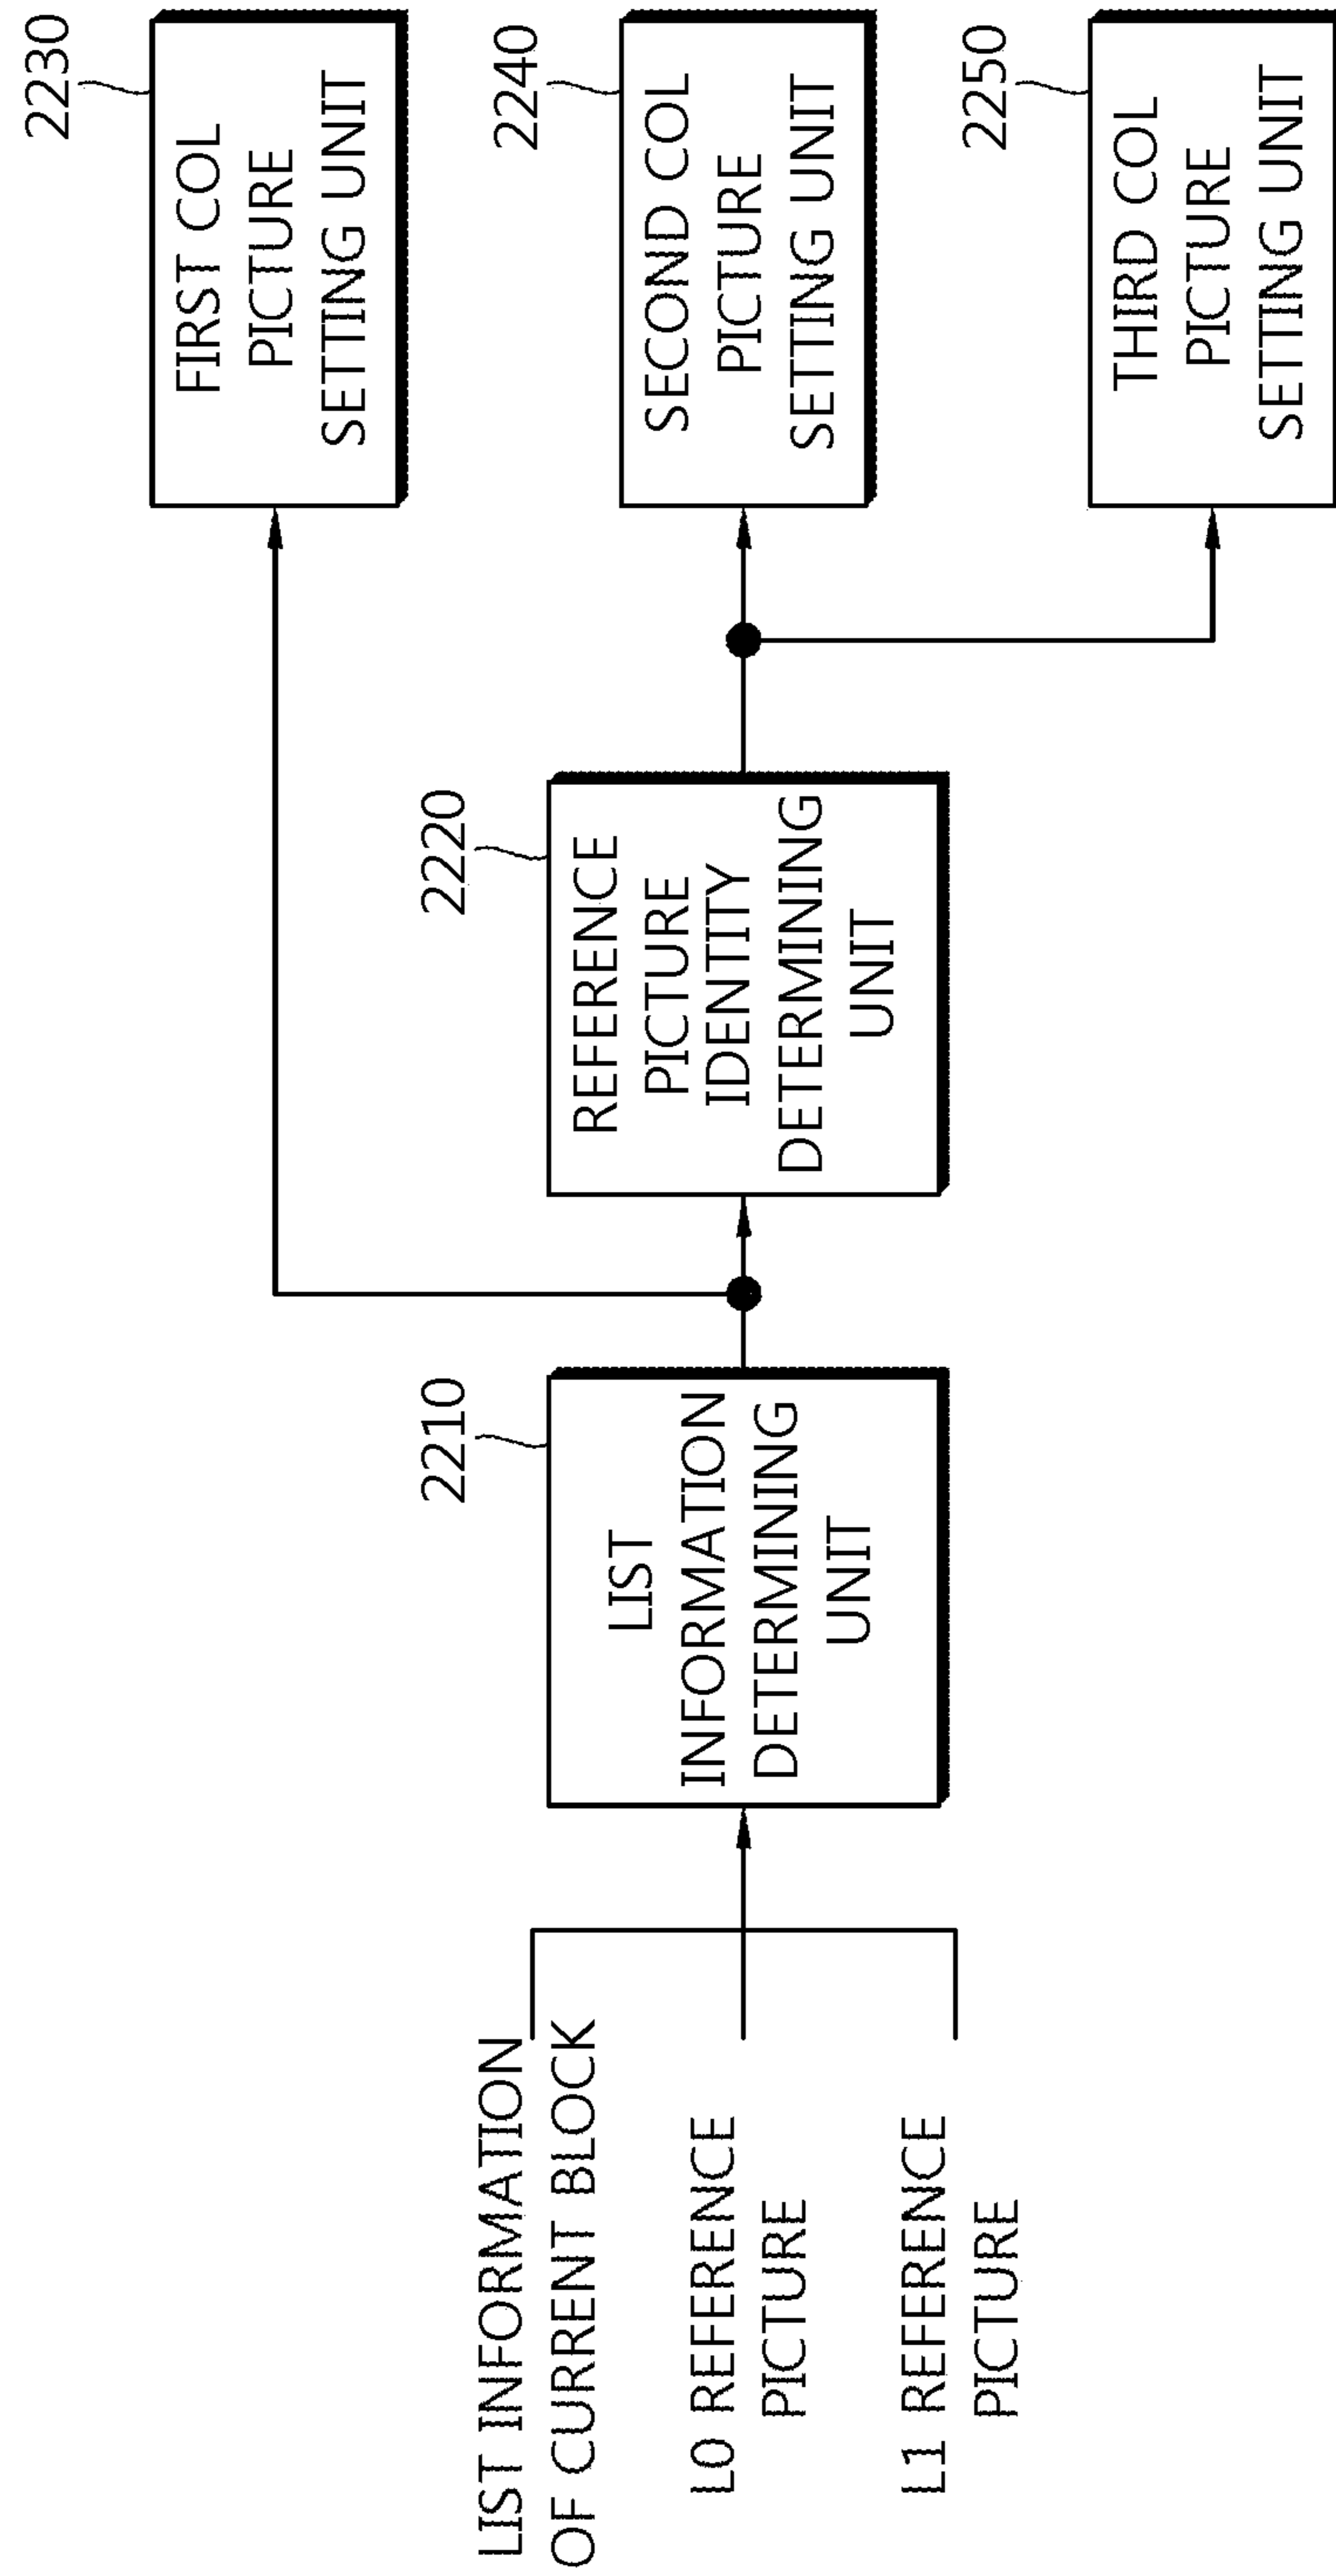 LIST INFORMATION
OF CURRENT BLOCK
L0 REFERENCE
PICTURE
L1 REFERENCE
PICTURE
2210
LIST
INFORMATION
DETERMINING
UNIT
2220
REFERENCE
PICTURE
IDENTITY
DETERMINING
UNIT
2230
FIRST COL
PICTURE
SETTING UNIT
2240
SECOND COL
PICTURE
SETTING UNIT
2250
THIRD COL
PICTURE
SETTING UNIT